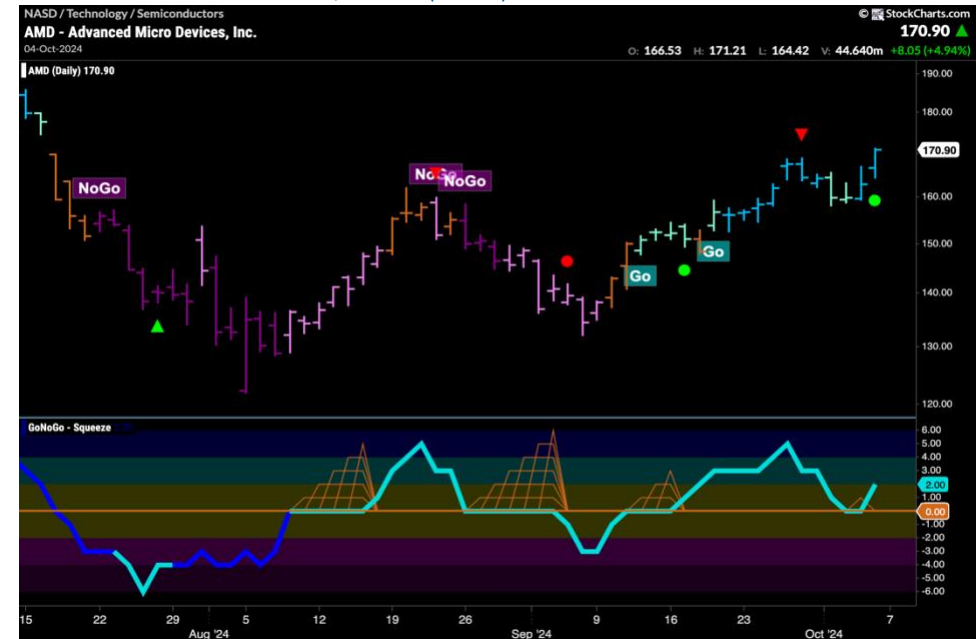 NASD / Technology / Semiconductors
© StockCharts.com
AMD - Advanced Micro Devices, Inc.
170.90
04-Oct-2024
O: 166.53 H: 171.21 L: 164.42 V: 44.640m +8.05 (+4.94%)
AMD (Daily) 170.90
190.00
180.00
170.90
160.00
150.00
140.00
130.00
120.00
NoGo
NoGo
NoGo
Go
Go
GoNoGo - Squeeze
6.00
5.00
4.00
3.00
2.00
1.00
0.00
-1.00
-2.00
-3.00
-4.00
-5.00
-6.00
15 22 29 5 12 19 26 9 16 23 7
Aug '24 Sep '24 Oct '24